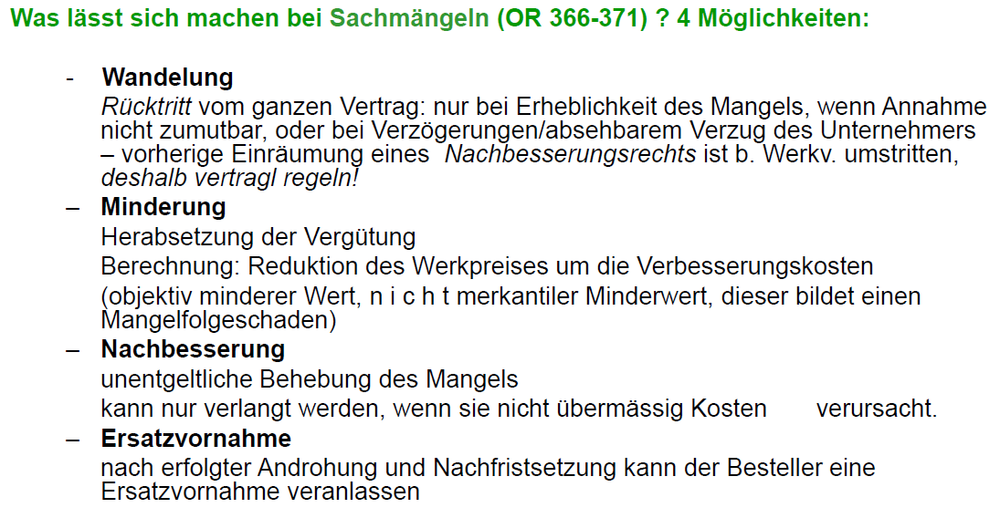 Was lässt sich machen bei Sachmängeln (OR 366-371) ? 4 Möglichkeiten:
- Wandelung
Rücktritt vom ganzen Vertrag: nur bei Erheblichkeit des Mangels, wenn Annahme
nicht zumutbar, oder bei Verzögerungen/absehbarem Verzug des Unternehmers
– vorherige Einräumung eines Nachbesserungsrechts ist b. Werkv. umstritten,
deshalb vertragl regeln!
– Minderung
Herabsetzung der Vergütung
Berechnung: Reduktion des Werkpreises um die Verbesserungskosten
(objektiv minderer Wert, n i c h t merkantiler Minderwert, dieser bildet einen
Mangelfolgeschaden)
– Nachbesserung
unentgeltliche Behebung des Mangels
kann nur verlangt werden, wenn sie nicht übermässig Kosten verursacht.
– Ersatzvornahme
nach erfolgter Androhung und Nachfristsetzung kann der Besteller eine
Ersatzvornahme veranlassen